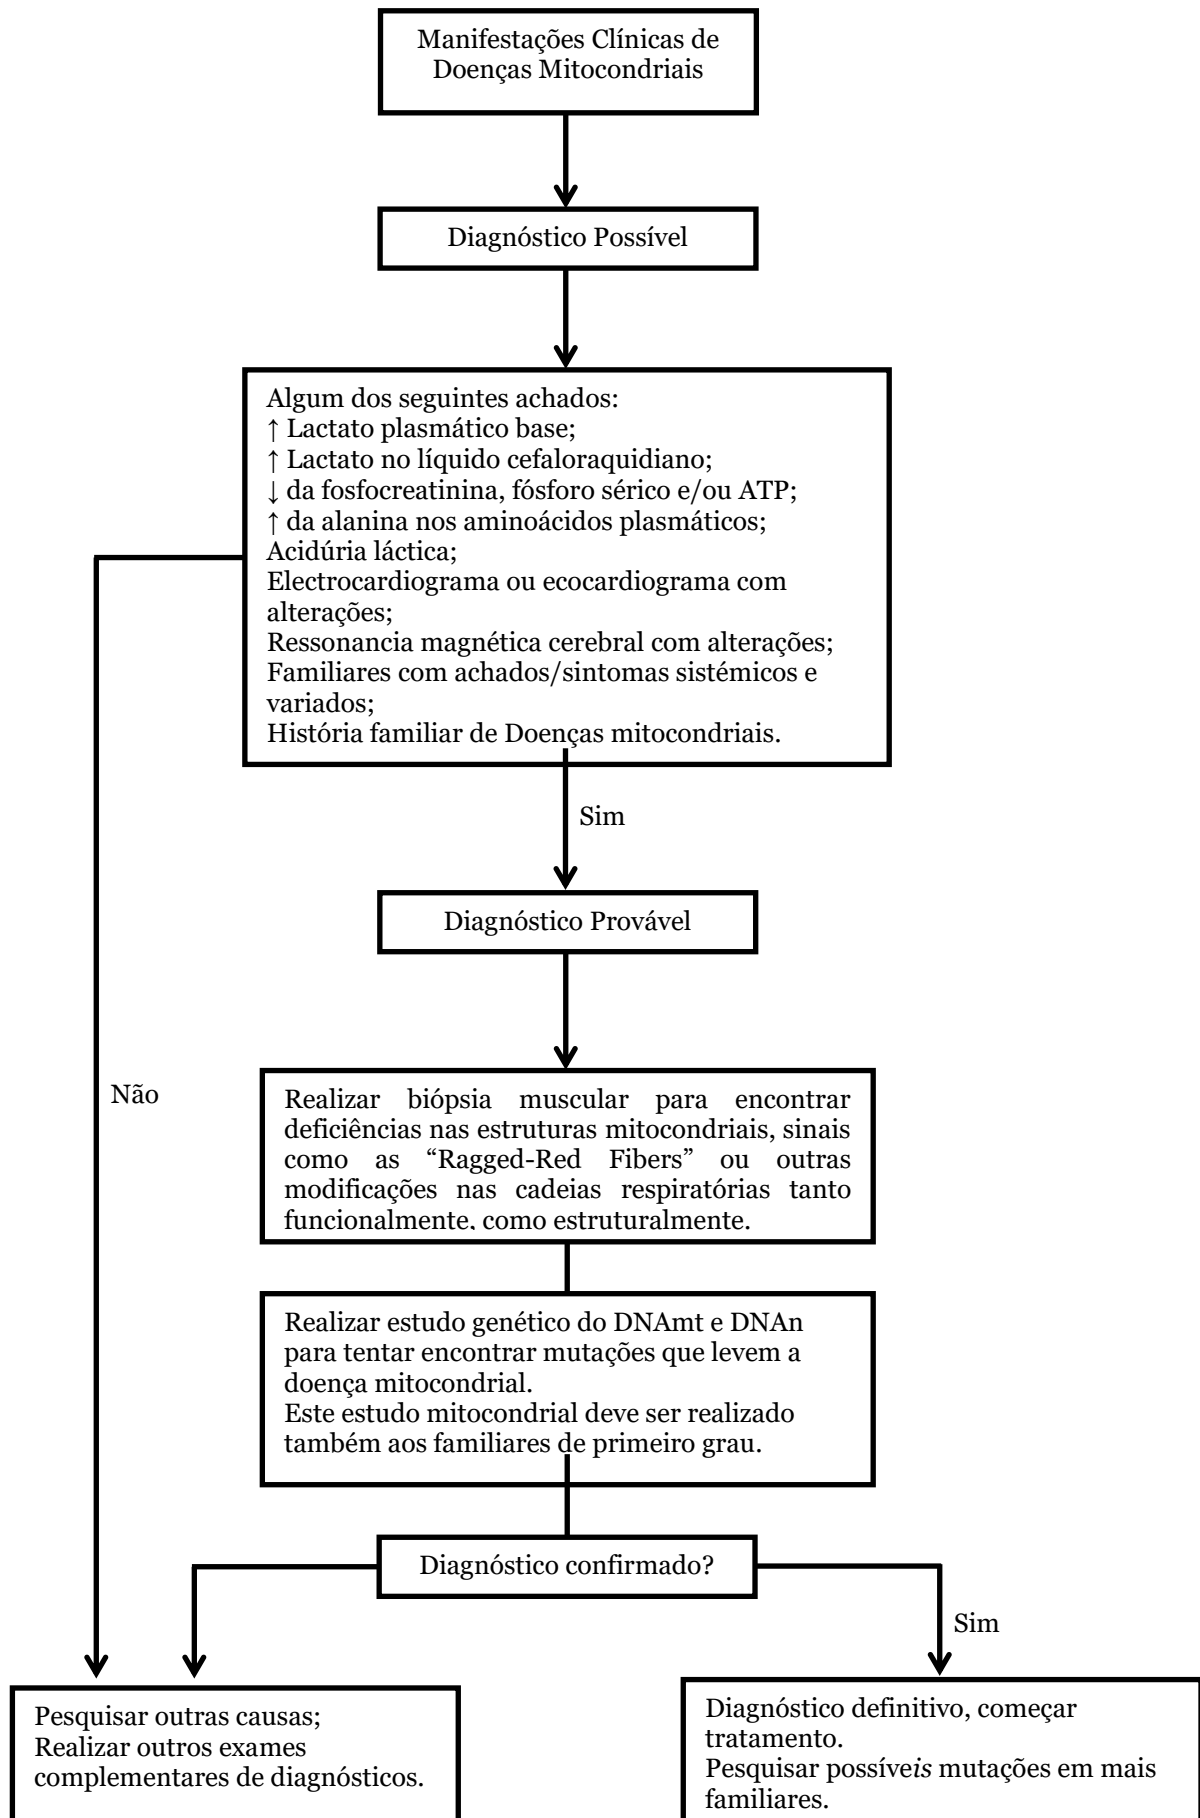 Manifestações Clínicas de
Doenças Mitocondriais
Diagnóstico Possível
Algum dos seguintes achados:
↑ Lactato plasmático base;
↑ Lactato no líquido cefaloraquidiano;
↓ da fosfocreatinina, fósforo sérico e/ou ATP;
↑ da alanina nos aminoácidos plasmáticos;
Acidúria láctica;
Electrocardiograma ou ecocardiograma com
alterações;
Ressonancia magnética cerebral com alterações;
Familiares com achados/sintomas sistémicos e
variados;
História familiar de Doenças mitocondriais.
Sim
Diagnóstico Provável
Não
Realizar biópsia muscular para encontrar
deficiências nas estruturas mitocondriais, sinais
como as “Ragged-Red Fibers” ou outras
modificações nas cadeias respiratórias tanto
funcionalmente, como estruturalmente.
Realizar estudo genético do DNAmt e DNAn
para tentar encontrar mutações que levem a
doença mitocondrial.
Este estudo mitocondrial deve ser realizado
também aos familiares de primeiro grau.
Diagnóstico confirmado?
Sim
Pesquisar outras causas;
Realizar outros exames
complementares de diagnósticos.
Diagnóstico definitivo, começar
tratamento.
Pesquisar possíveis mutações em mais
familiares.